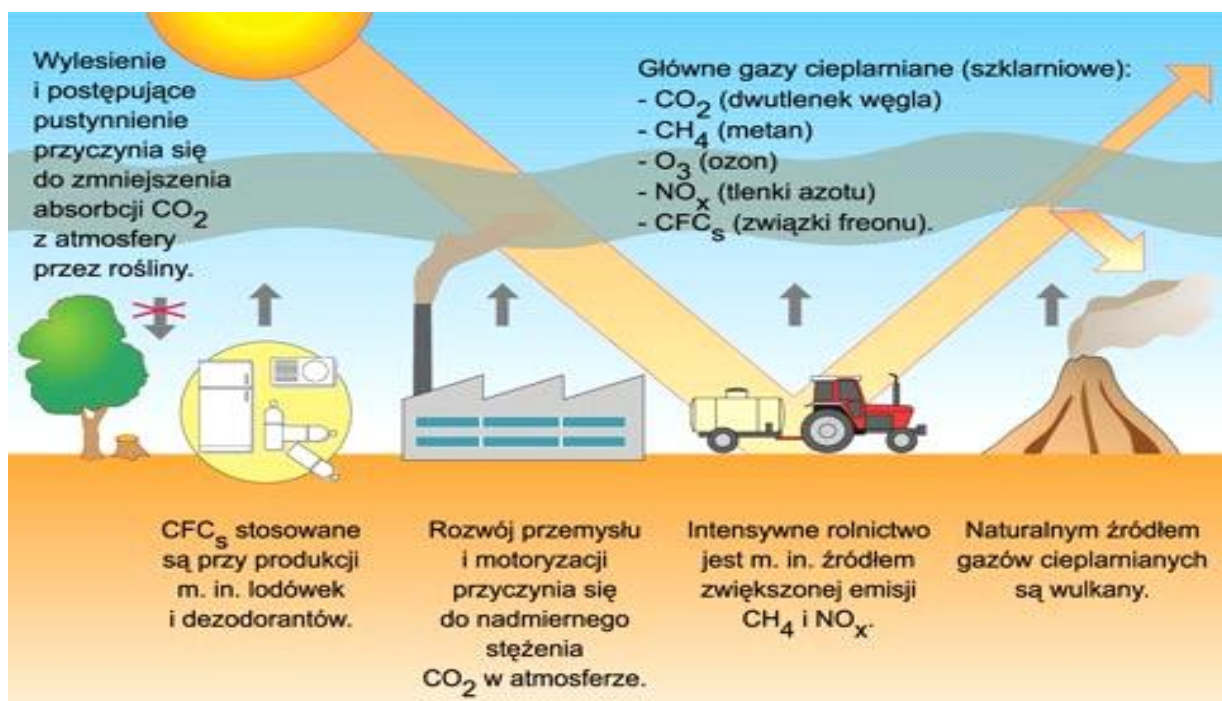 Wylesienie
i postępujące
pustynnienie
przyczynia się
do zmniejszenia
absorbcji CO2
z atmosfery
przez rośliny.
Główne gazy cieplarniane (szklarniowe):
- CO2 (dwutlenek węgla)
- CH4 (metan)
- O3 (ozon)
- NOx (tlenki azotu)
- CFCs (związki freonu).
CFCs stosowane
są przy produkcji
m. in. lodówek
i dezodorantów.
Rozwój przemysłu
i motoryzacji
przyczynia się
do nadmiernego
stężenia
CO2 w atmosferze.
Intensywne rolnictwo
jest m. in. źródłem
zwiększonej emisji
CH4 i NOx.
Naturalnym źródłem
gazów cieplarnianych
są wulkany.